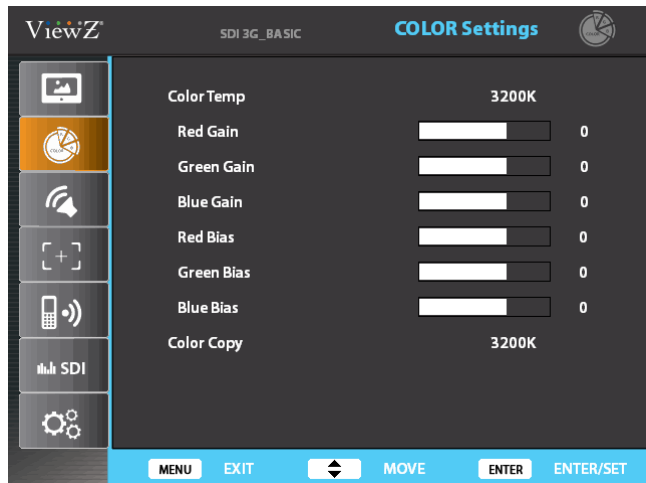 ViewZ SDI 3G_BASIC COLOR Settings
Color Temp 3200K
Red Gain 0
Green Gain 0
Blue Gain 0
Red Bias 0
Green Bias 0
Blue Bias 0
Color Copy 3200K
COLOR
SDI
MENU EXIT MOVE ENTER ENTER/SET